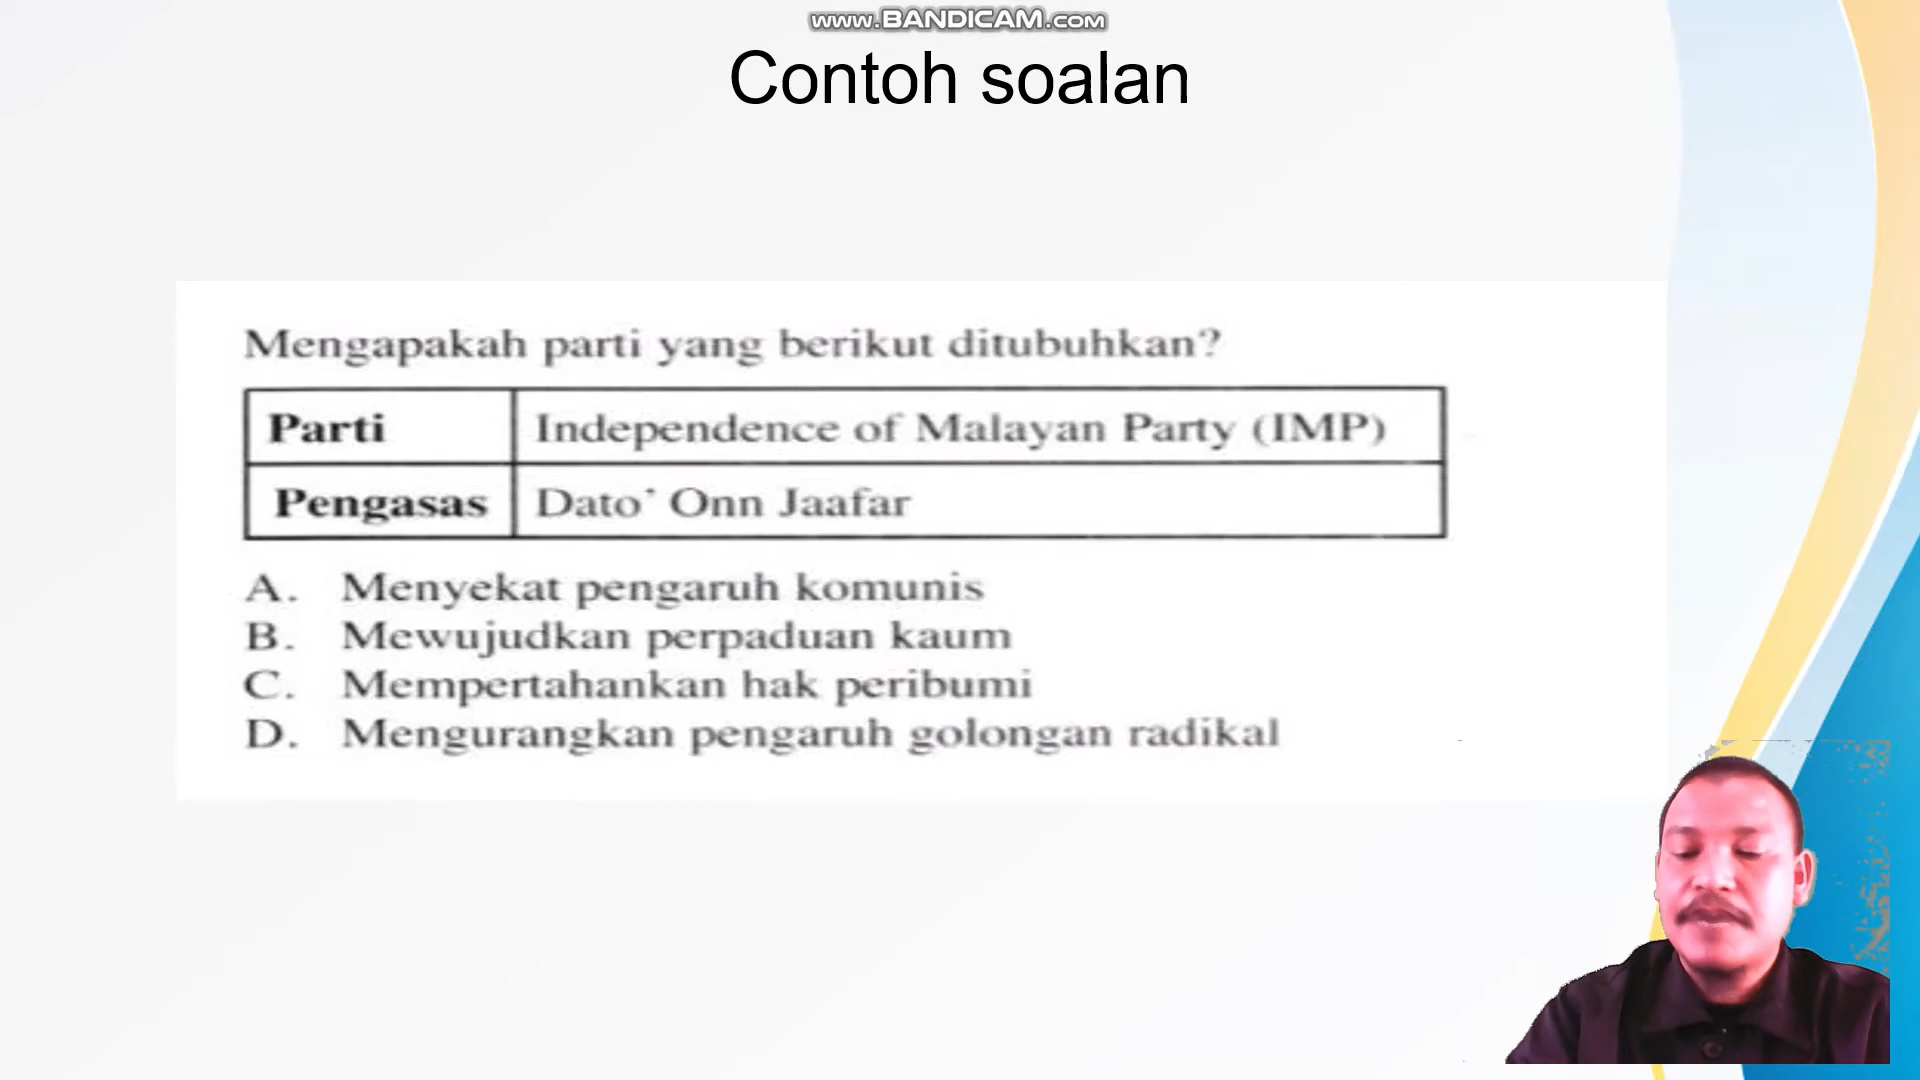 www.BANDICAM.com
Contoh soalan
Mengapakah parti yang berikut ditubuhkan?
Parti Independence of Malayan Party (IMP)
Pengasas Dato' Onn Jaafar
A. Menyekat pengaruh komunis
B. Mewujudkan perpaduan kaum
C. Mempertahankan hak peribumi
D. Mengurangkan pengaruh golongan radikal